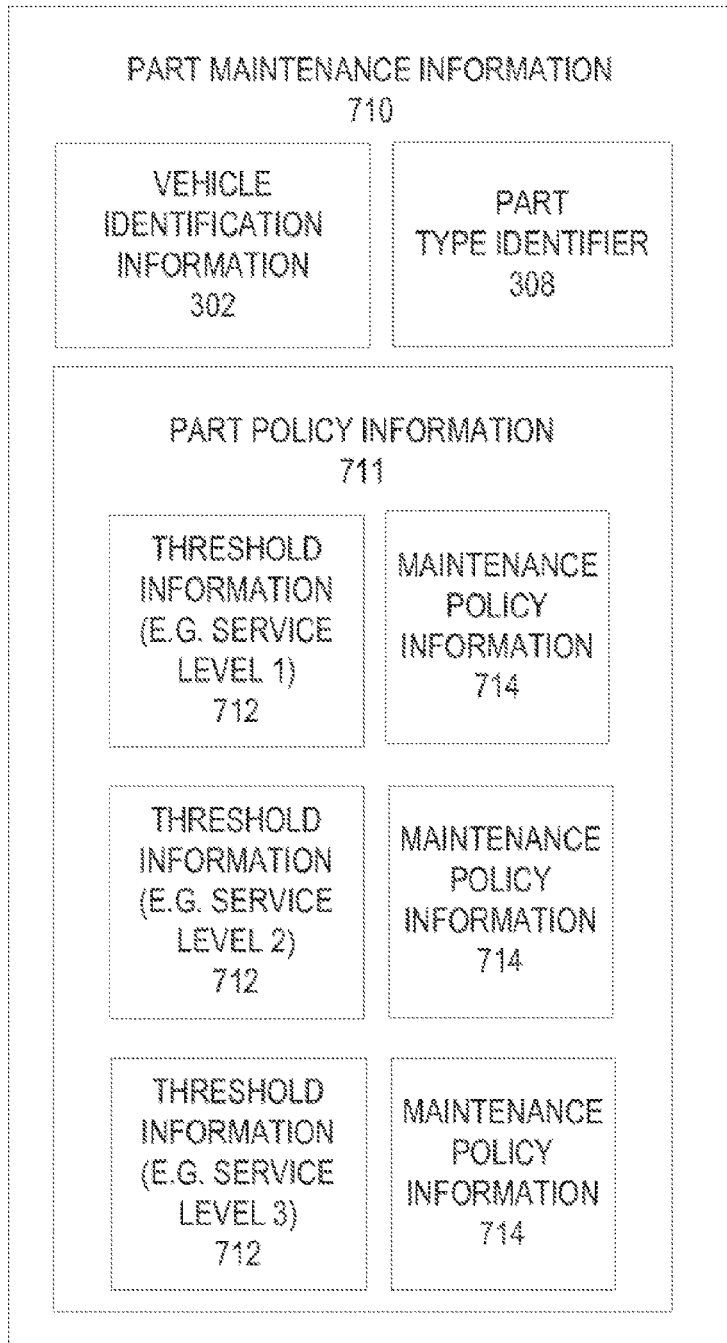 PART MAINTENANCE INFORMATION
710
VEHICLE
IDENTIFICATION
INFORMATION
302
PART
TYPE IDENTIFIER
308
PART POLICY INFORMATION
711
THRESHOLD
INFORMATION
(E.G. SERVICE
LEVEL 1)
712
MAINTENANCE
POLICY
INFORMATION
714
THRESHOLD
INFORMATION
(E.G. SERVICE
LEVEL 2)
712
MAINTENANCE
POLICY
INFORMATION
714
THRESHOLD
INFORMATION
(E.G. SERVICE
LEVEL 3)
712
MAINTENANCE
POLICY
INFORMATION
714